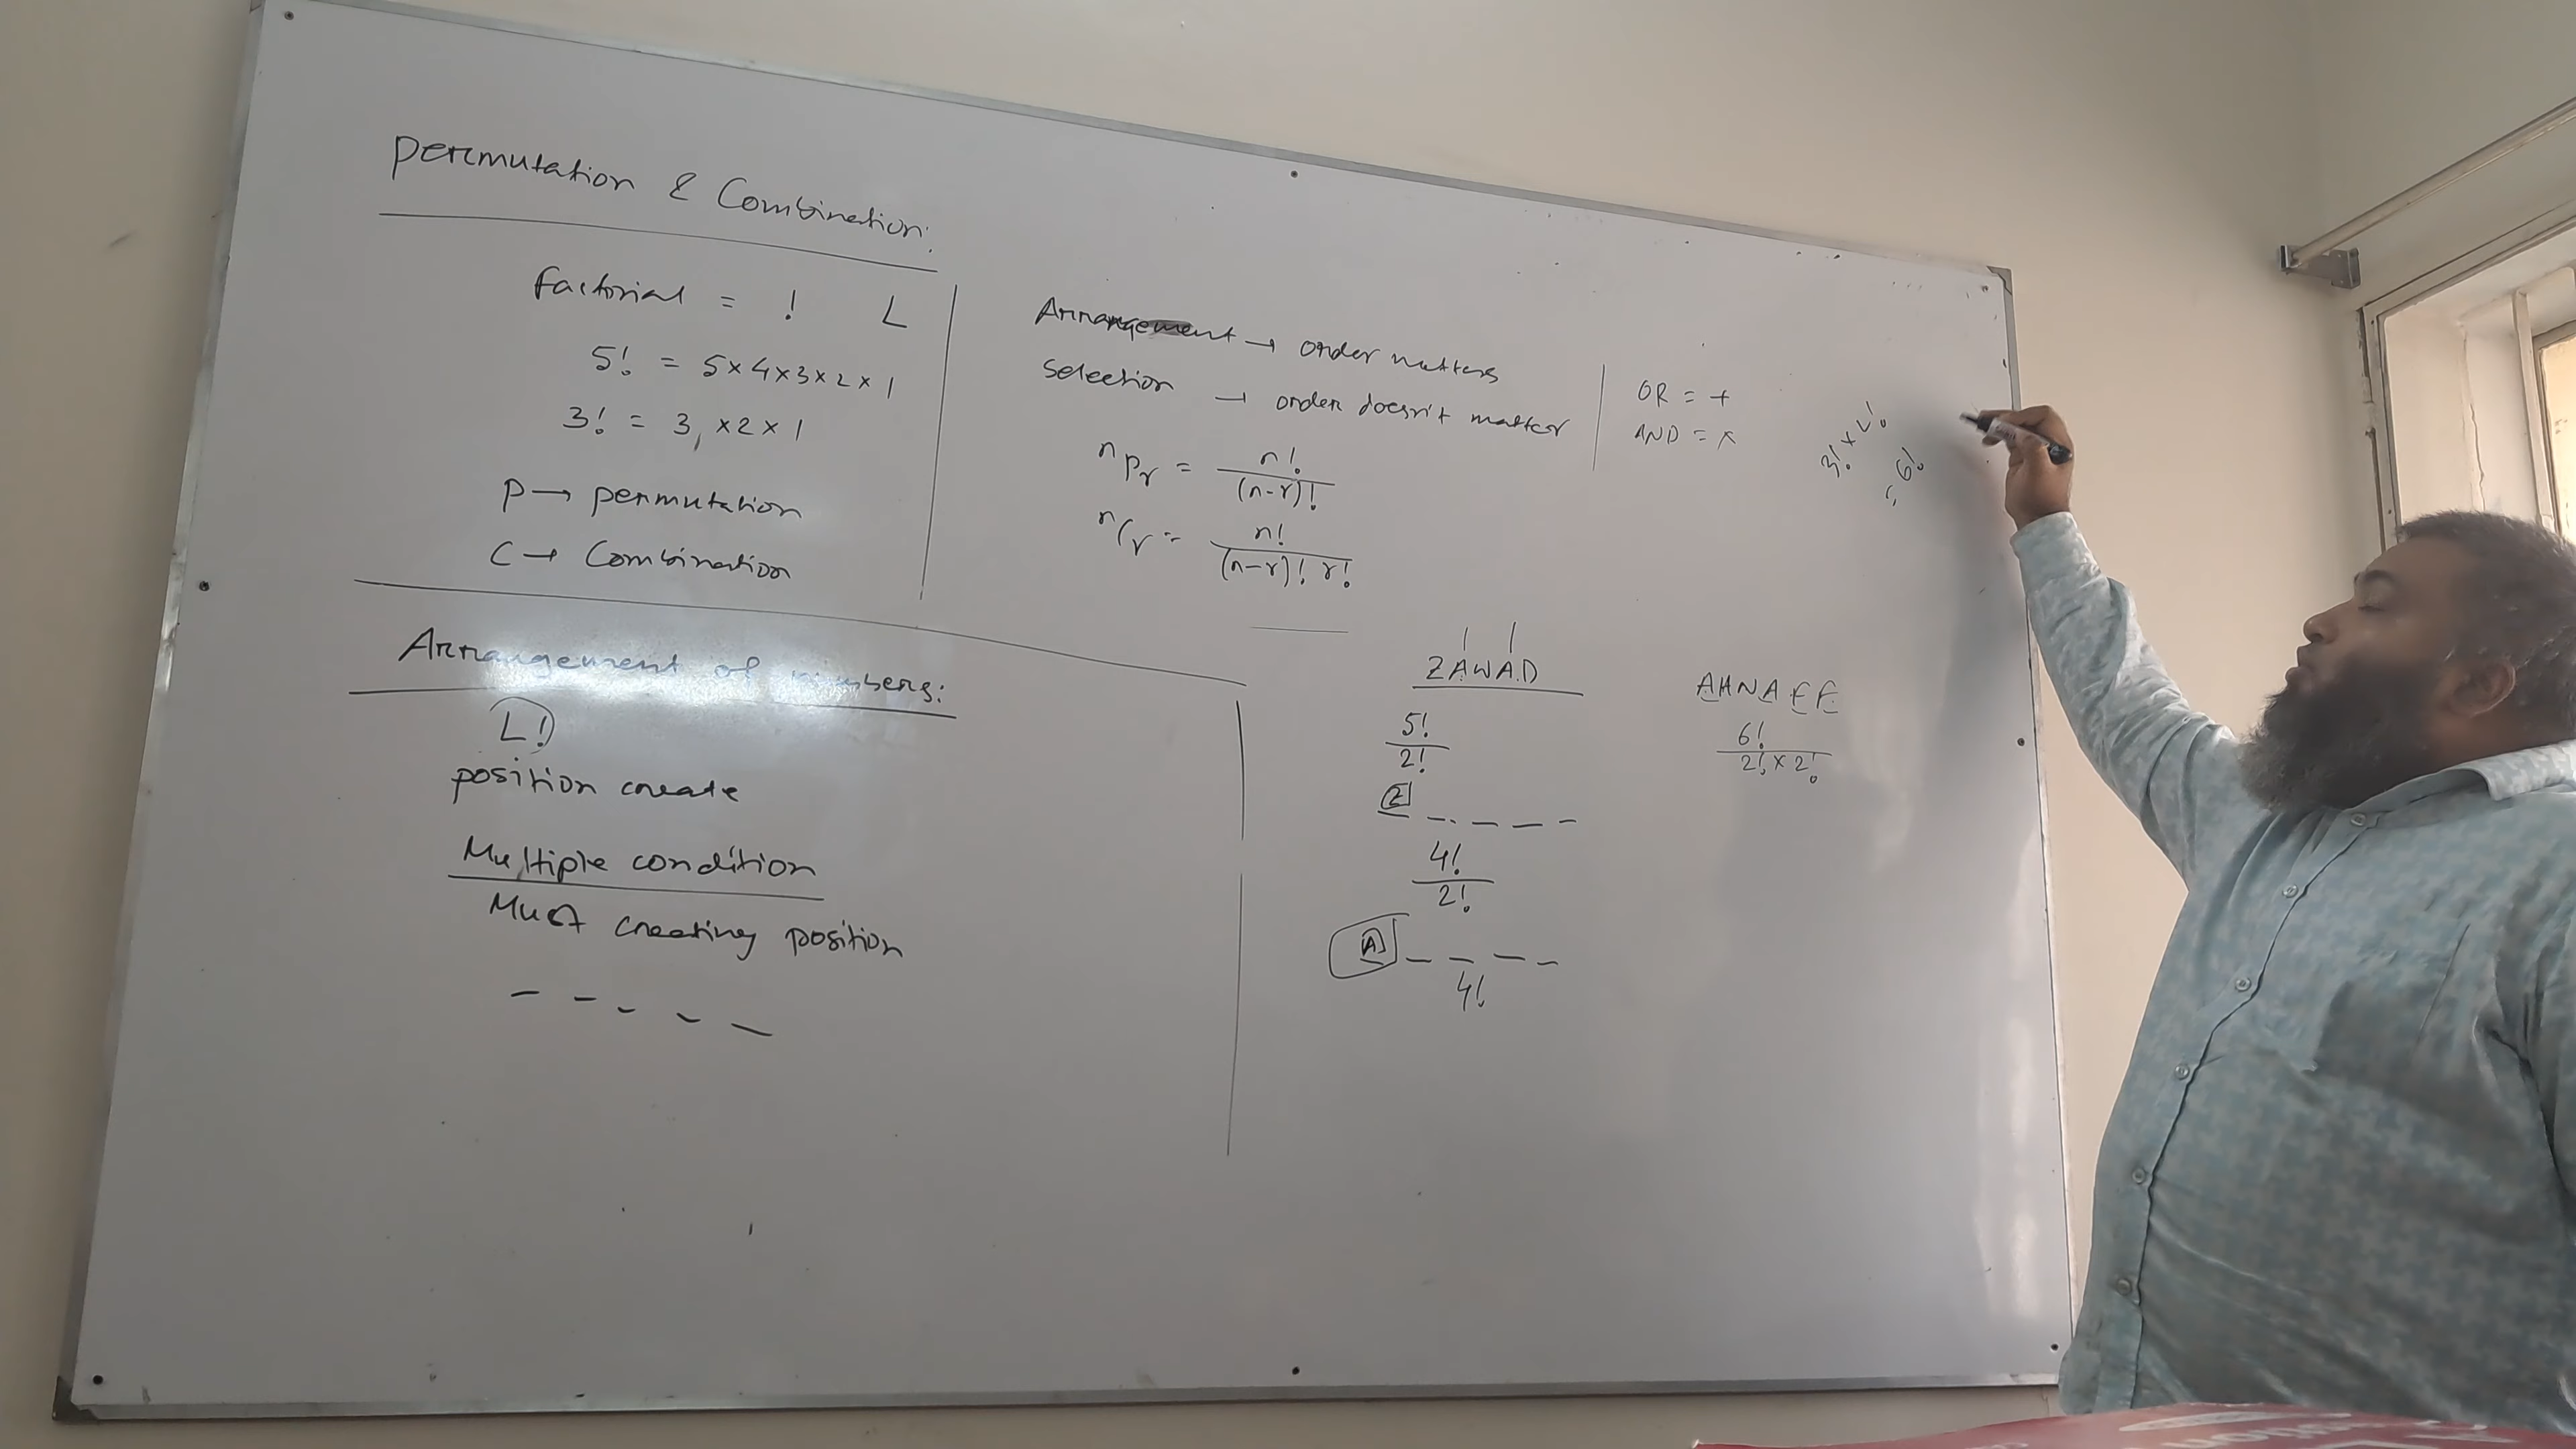 Permutation & Combination:
factorial = ! L
5! = 5×4×3×2×1
3! = 3, ×2×1
P → permutation
C → Combination
Arrangement → order matters
Selection → order doesn't matter
nPr = n! / (n-r)!
nCr = n! / (n-r)! r!
OR = +
AND = ×
3! × 2!
6!
Arrangement of numbers:
L!
position create
Multiple condition
Must creating position
_ _ _ _ _
ZAWAD
5! / 2!
Z _ _ _ _
4! / 2!
A _ _ _ _
4!
AHNAFF
6! / 2! × 2!